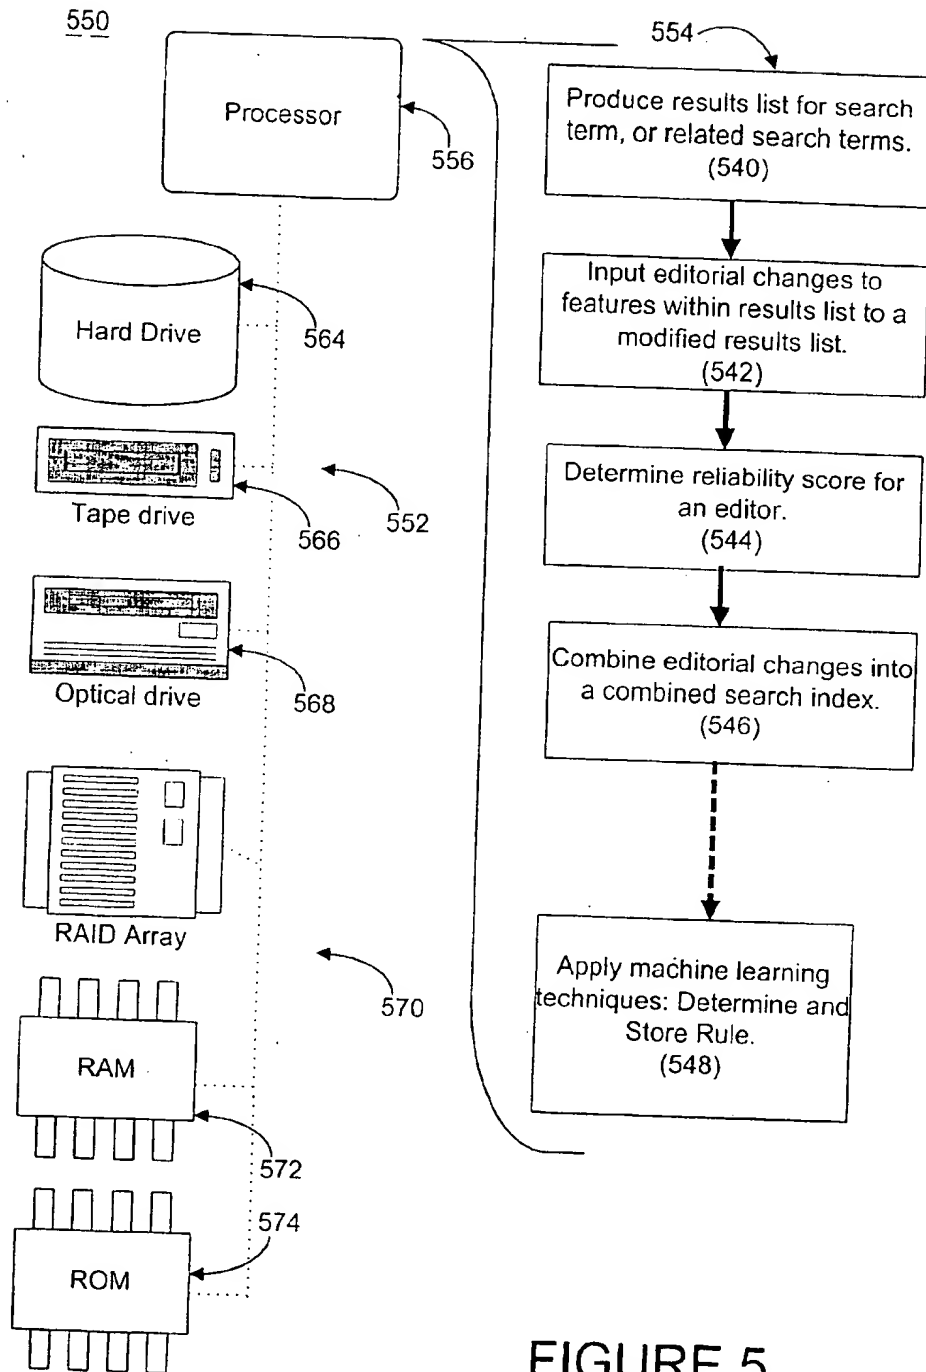 550
Processor
556
Hard Drive
564
Tape drive
566
552
Optical drive
568
RAID Array
570
RAM
572
574
ROM
554
Produce results list for search
term, or related search terms.
(540)
Input editorial changes to
features within results list to a
modified results list.
(542)
Determine reliability score for
an editor.
(544)
Combine editorial changes into
a combined search index.
(546)
Apply machine learning
techniques: Determine and
Store Rule.
(548)
FIGURE 5